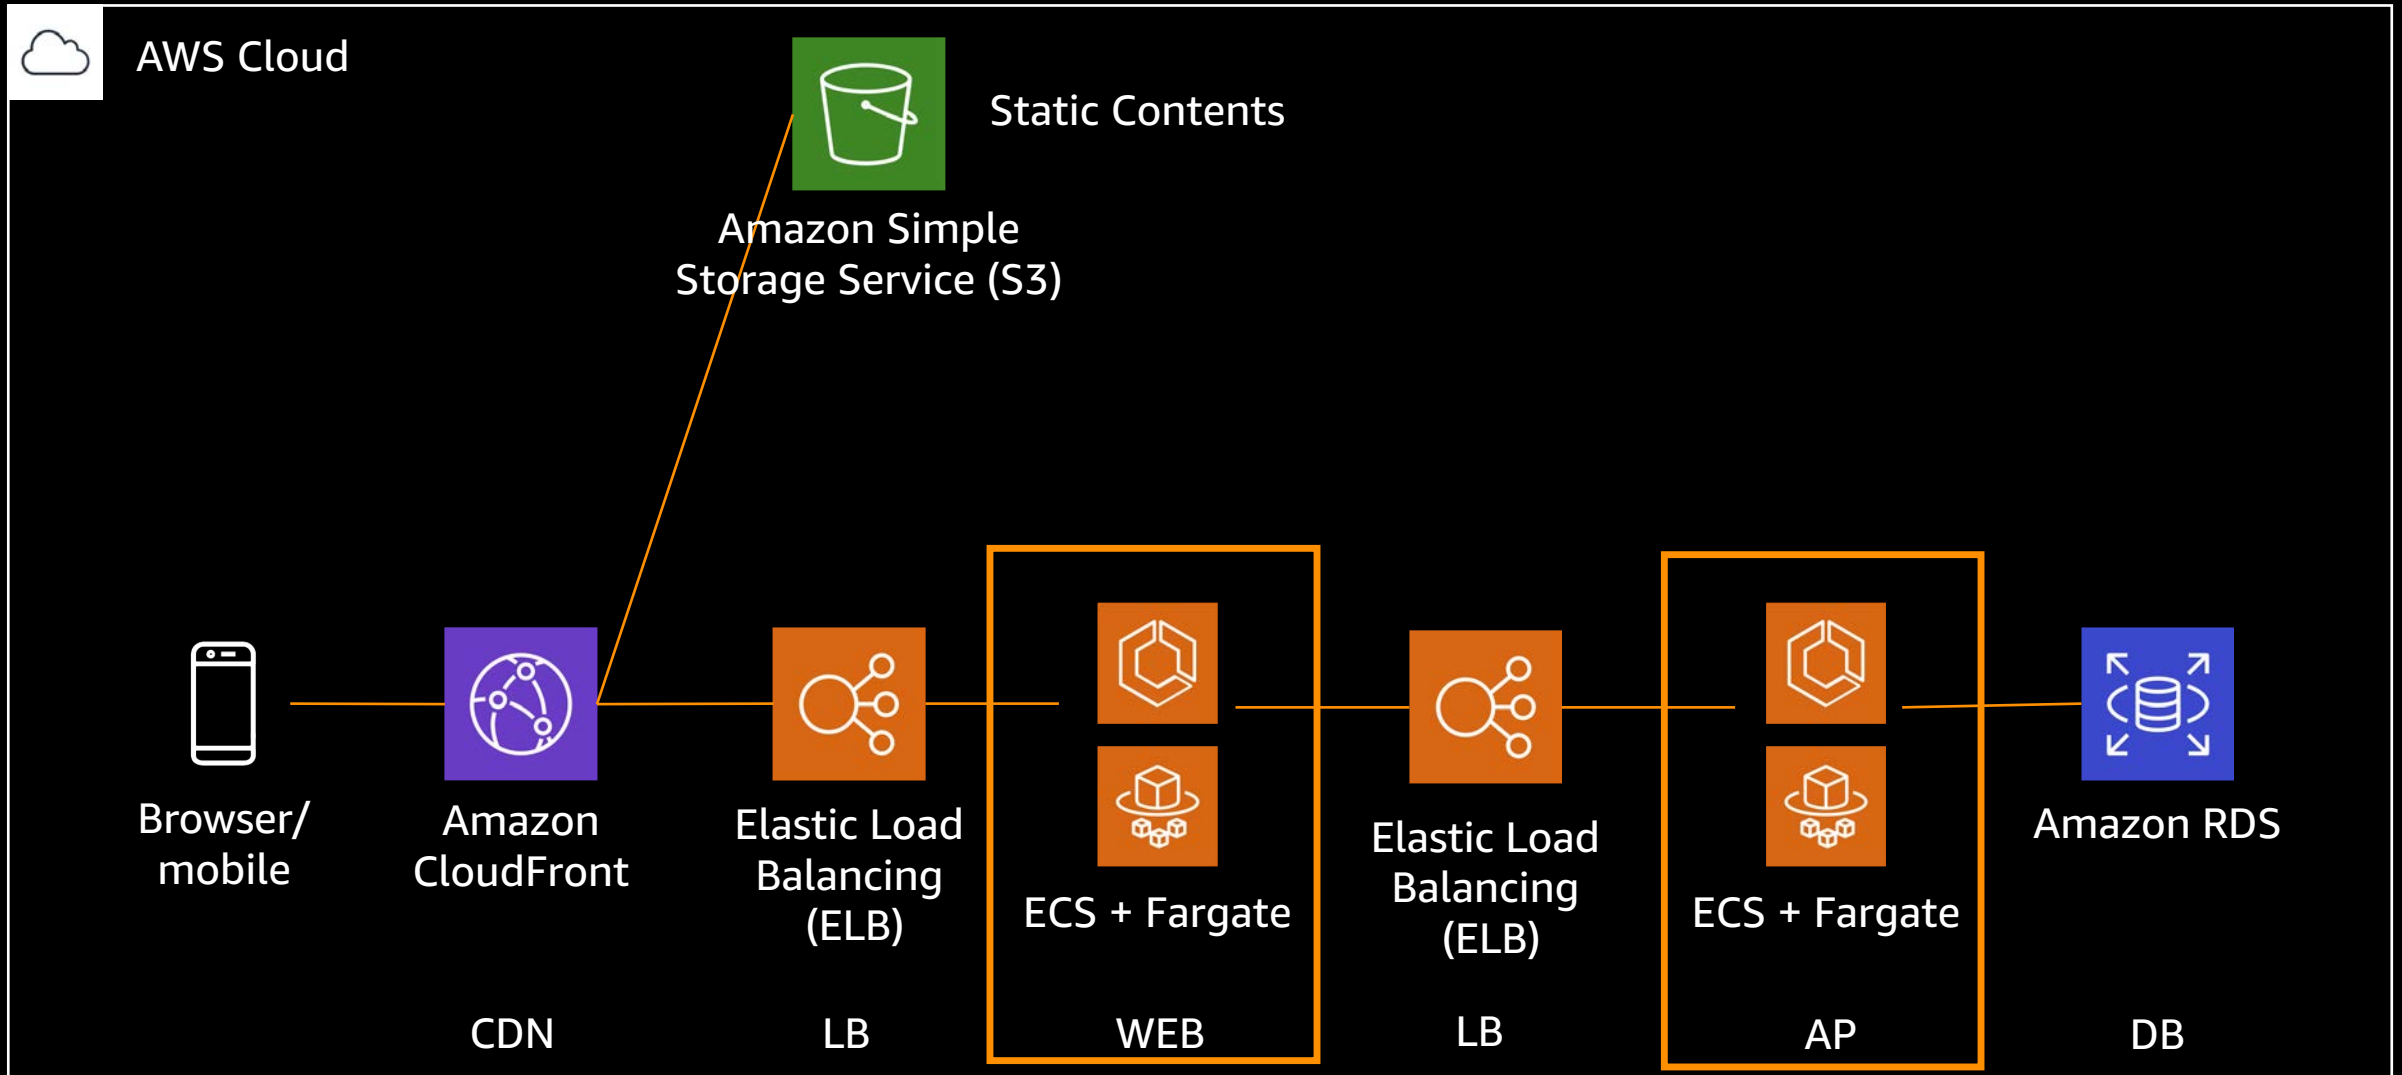 AWS Cloud
Static Contents
Amazon Simple
Storage Service (S3)
Browser/
mobile
Amazon
CloudFront
Elastic Load
Balancing
(ELB)
ECS + Fargate
Elastic Load
Balancing
(ELB)
ECS + Fargate
Amazon RDS
CDN
LB
WEB
LB
AP
DB